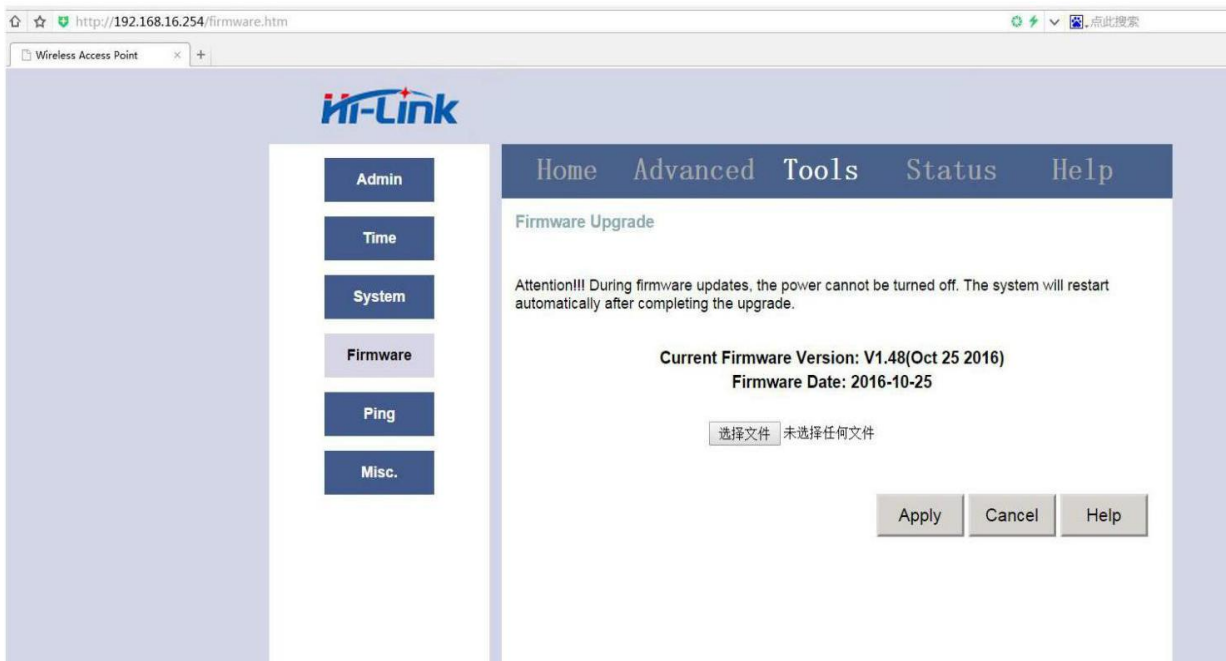 http://192.168.16.254/firmware.htm
点此搜索
Wireless Access Point × +
Hi-Link
Home Advanced Tools Status Help
Admin
Time
System
Firmware
Ping
Misc.
Firmware Upgrade
Attention!!! During firmware updates, the power cannot be turned off. The system will restart
automatically after completing the upgrade.
Current Firmware Version: V1.48(Oct 25 2016)
Firmware Date: 2016-10-25
选择文件 未选择任何文件
Apply Cancel Help